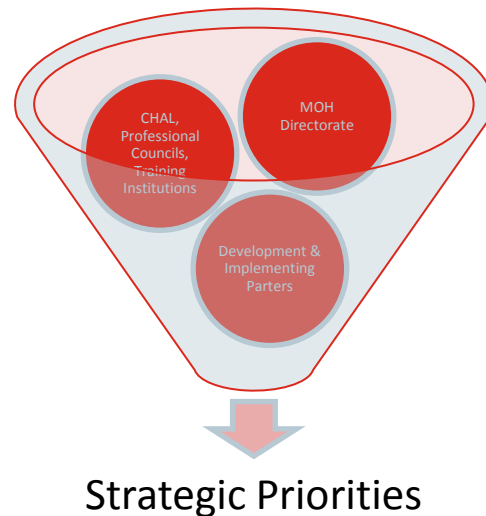 CHAL,
Professional
Councils,
Training
Institutions
MOH
Directorate
Development &
Implementing
Parters
Strategic Priorities